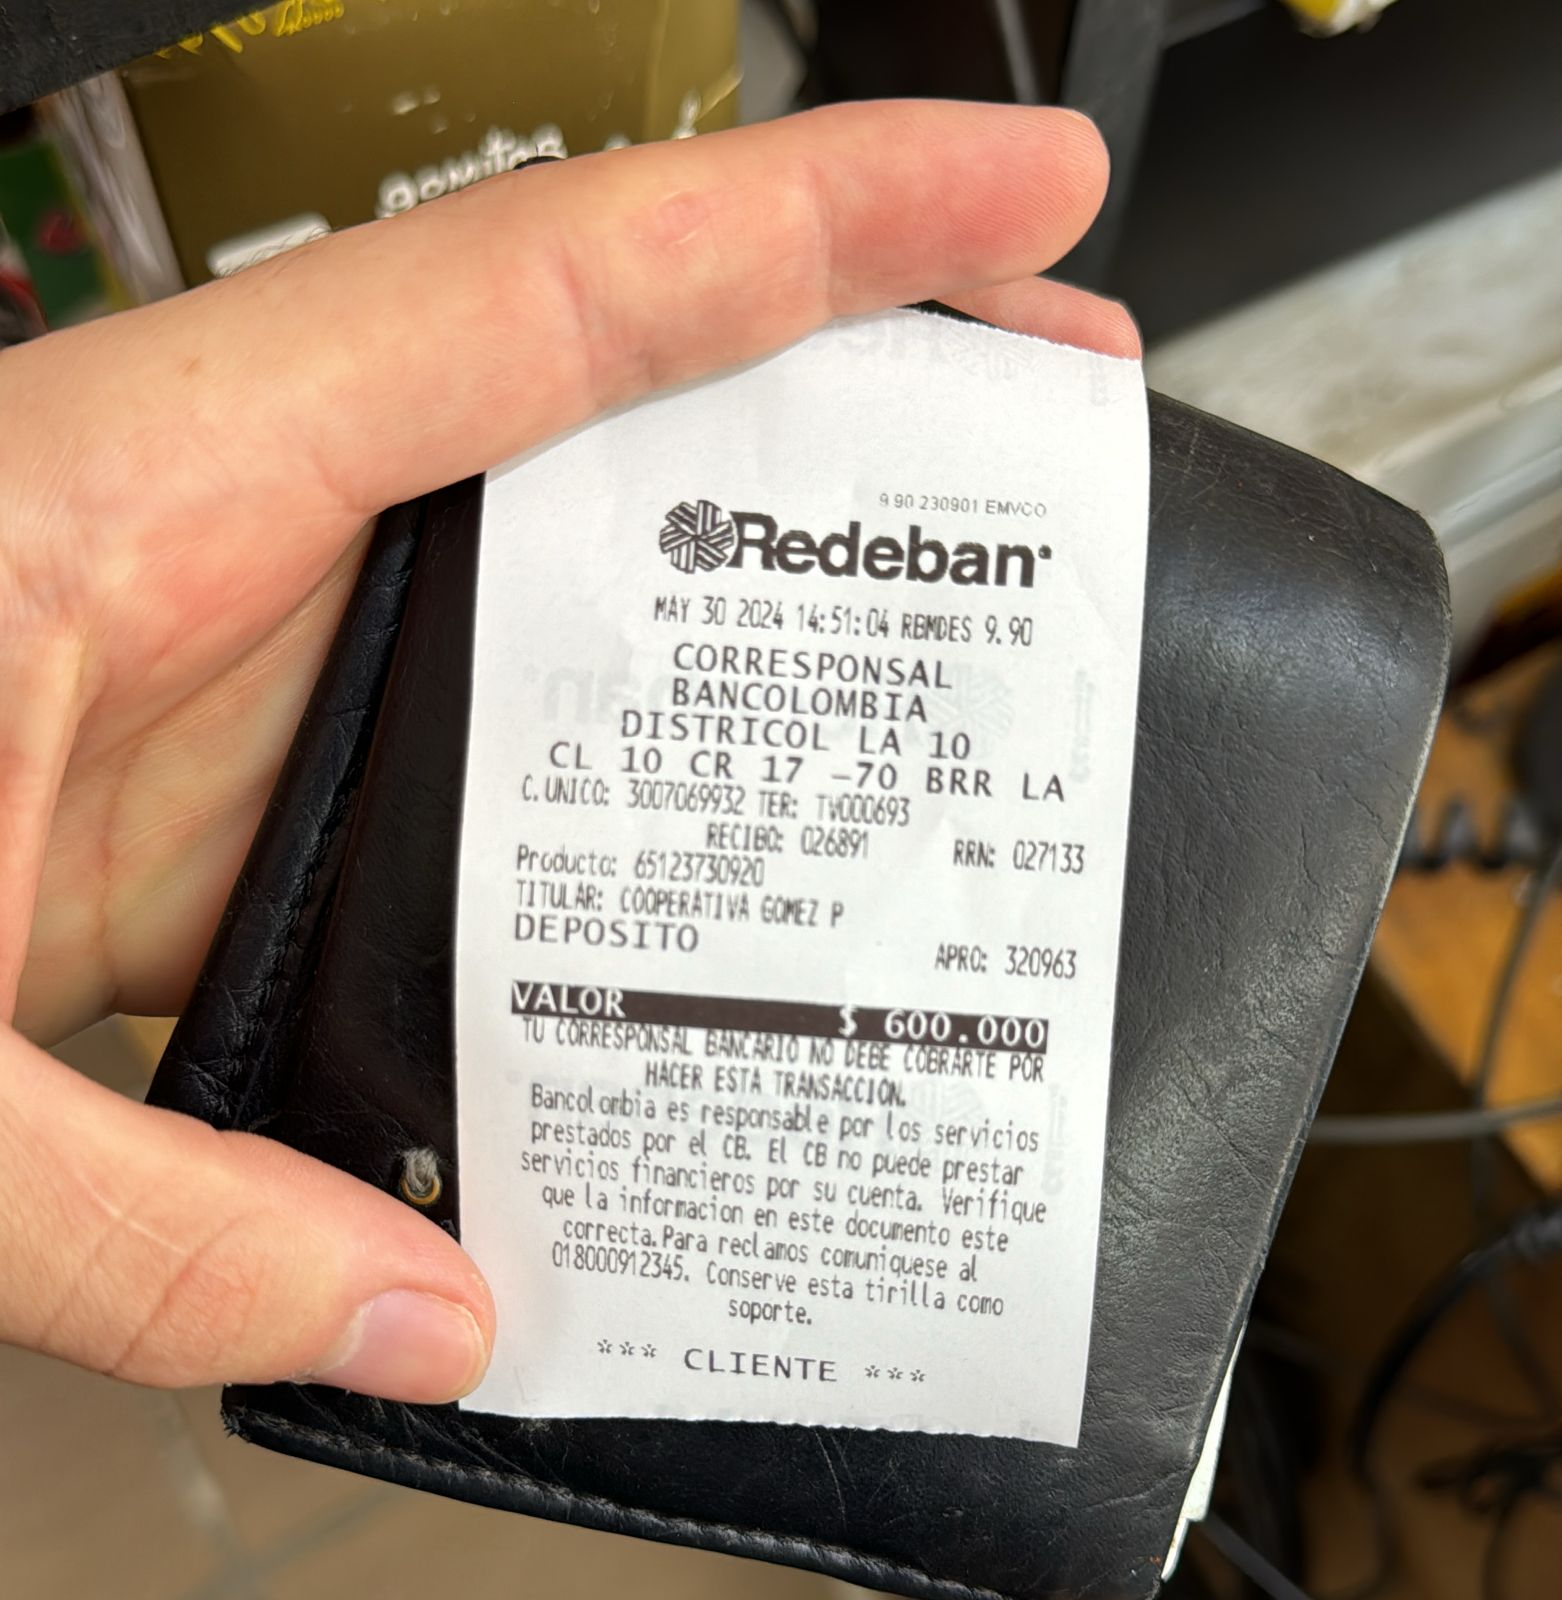 gomitas
9.90 230901 EMVCO
Redeban
MAY 30 2024 14:51:04 RBMDES 9.90
CORRESPONSAL
BANCOLOMBIA
DISTRICOL LA 10
CL 10 CR 17 -70 BRR LA
C.UNICO: 3007069932 TER: TV000693
RECIBO: 026891 RRN: 027133
Producto: 65123730920
TITULAR: COOPERATIVA GOMEZ P
DEPOSITO
APRO: 320963
VALOR $ 600.000
TU CORRESPONSAL BANCARIO NO DEBE COBRARTE POR
HACER ESTA TRANSACCION.
Bancolombia es responsable por los servicios
prestados por el CB. El CB no puede prestar
servicios financieros por su cuenta. Verifique
que la informacion en este documento este
correcta.Para reclamos comuniquese al
018000912345. Conserve esta tirilla como
soporte.
*** CLIENTE ***